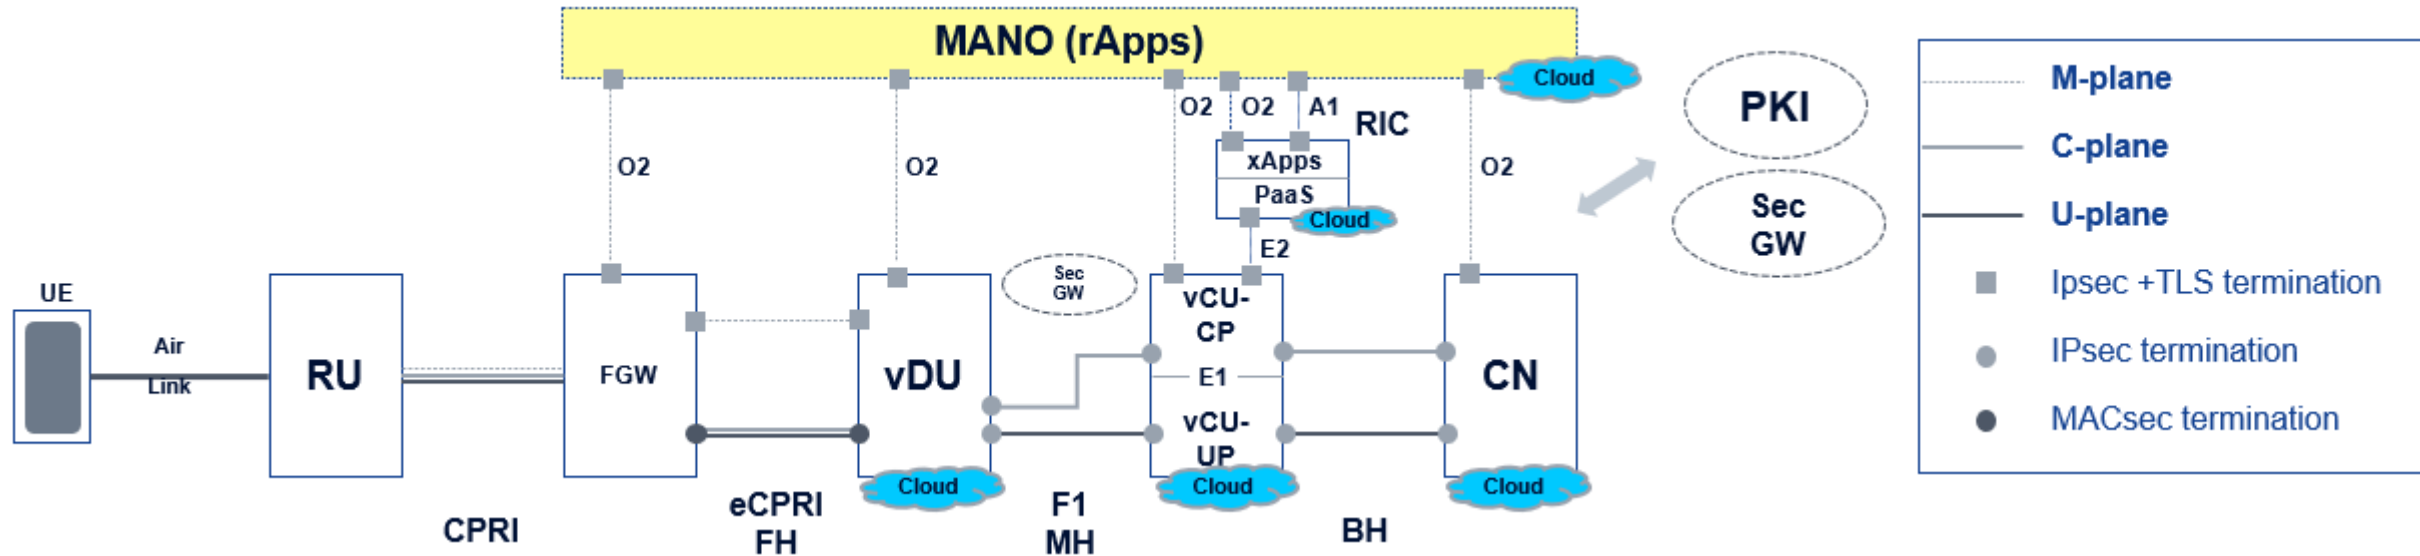 MANO (rApps)
Cloud
O2
O2
O2
O2
A1
RIC
O2
xApps
PaaS
Cloud
E2
PKI
Sec
GW
M-plane
C-plane
U-plane
Ipsec +TLS termination
IPsec termination
MACsec termination
UE
Air
Link
RU
FGW
vDU
Cloud
Sec
GW
vCU-
CP
E1
vCU-
UP
Cloud
CN
Cloud
CPRI
eCPRI
FH
F1
MH
BH